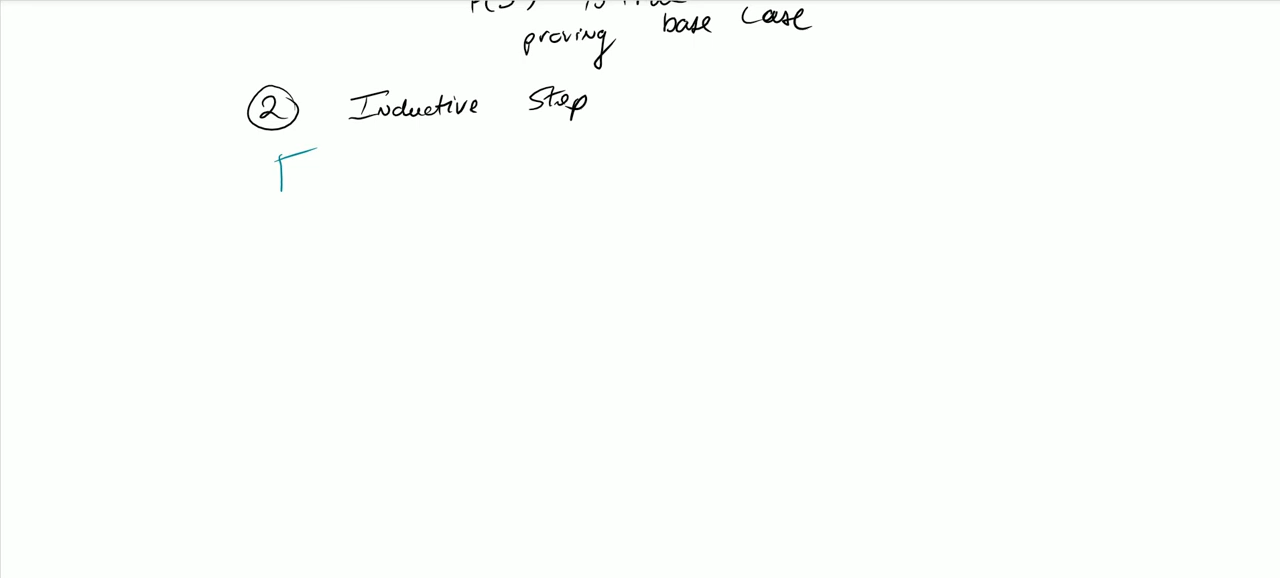 proving base case
② Inductive Step